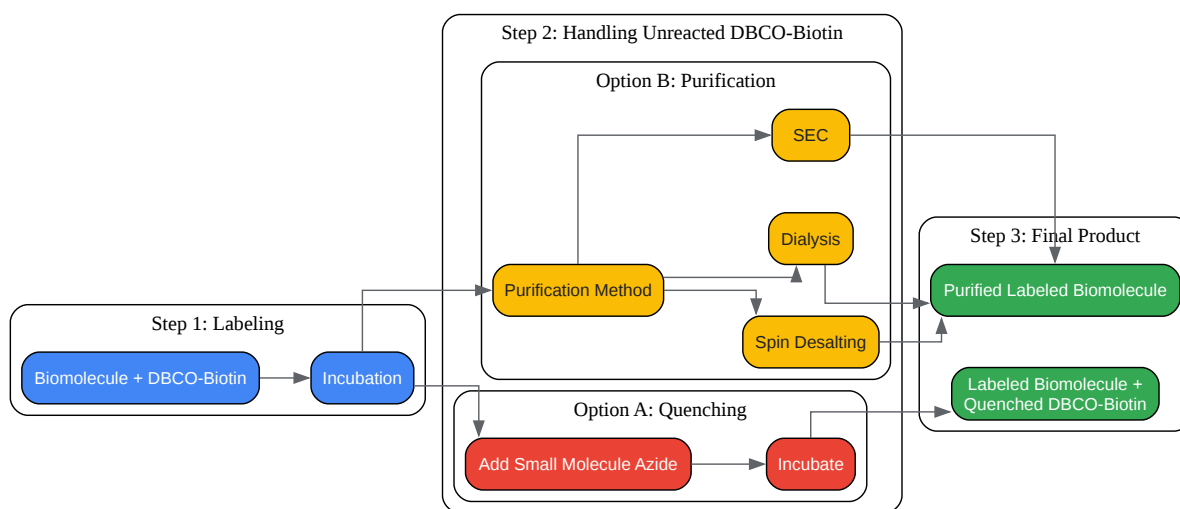 Step 2: Handling Unreacted DBCO-Biotin
Option B: Purification
SEC
Dialysis
Purification Method
Spin Desalting
Step 1: Labeling
Biomolecule + DBCO-Biotin
Incubation
Option A: Quenching
Add Small Molecule Azide
Incubate
Step 3: Final Product
Purified Labeled Biomolecule
Labeled Biomolecule +
Quenched DBCO-Biotin